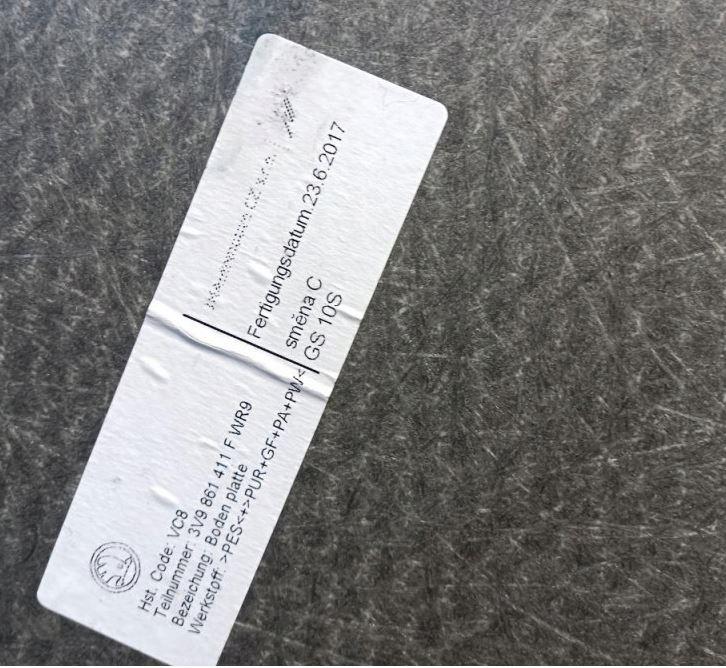 Hst. Code: VC8
Teilnummer: 3V9 861 411 F WR9
Bezeichung: Boden platte
Werkstoff: >PES<+>PUR+GF+PA+PW<
Fertigungsdatum.23.6.2017
směna C
GS 10S